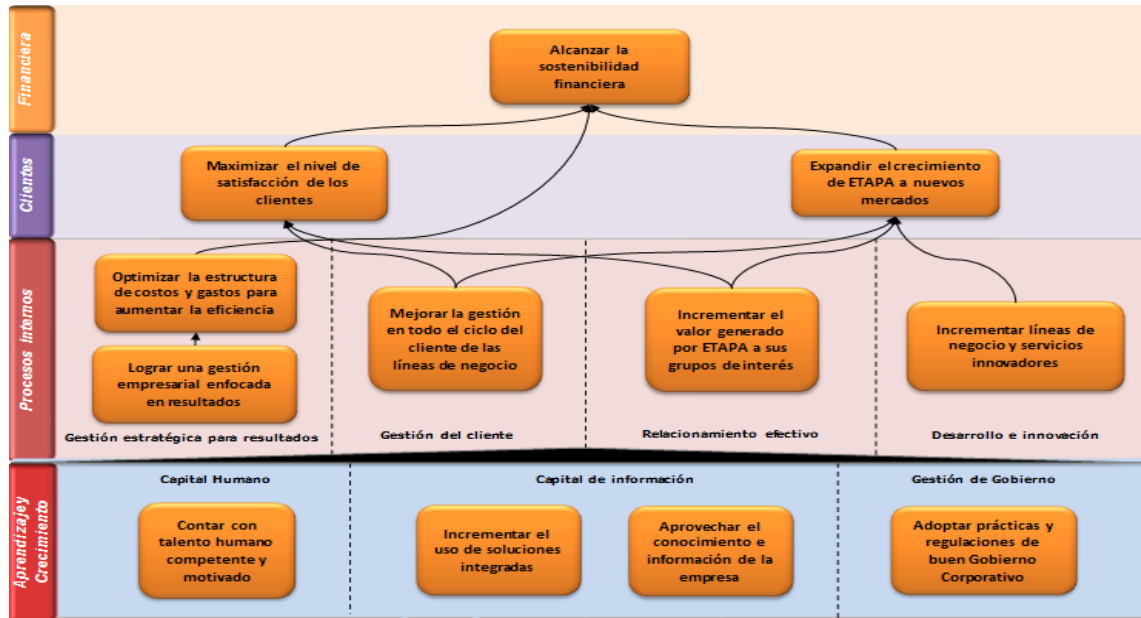 Financiera
Alcanzar la
sostenibilidad
financiera
Clientes
Maximizar el nivel de
satisfacción de los
clientes
Expandir el crecimiento
de ETAPA a nuevos
mercados
Procesos Internos
Optimizar la estructura
de costos y gastos para
aumentar la eficiencia
Lograr una gestión
empresarial enfocada
en resultados
Gestión estratégica para resultados
Mejorar la gestión
en todo el ciclo del
cliente de las
líneas de negocio
Gestión del cliente
Incrementar el
valor generado
por ETAPA a sus
grupos de interés
Relacionamiento efectivo
Incrementar líneas de
negocio y servicios
innovadores
Desarrollo e innovación
Aprendizaje y
Crecimiento
Capital Humano
Contar con
talento humano
competente y
motivado
Capital de información
Incrementar el
uso de soluciones
integradas
Aprovechar el
conocimiento e
información de la
empresa
Gestión de Gobierno
Adoptar prácticas y
regulaciones de
buen Gobierno
Corporativo